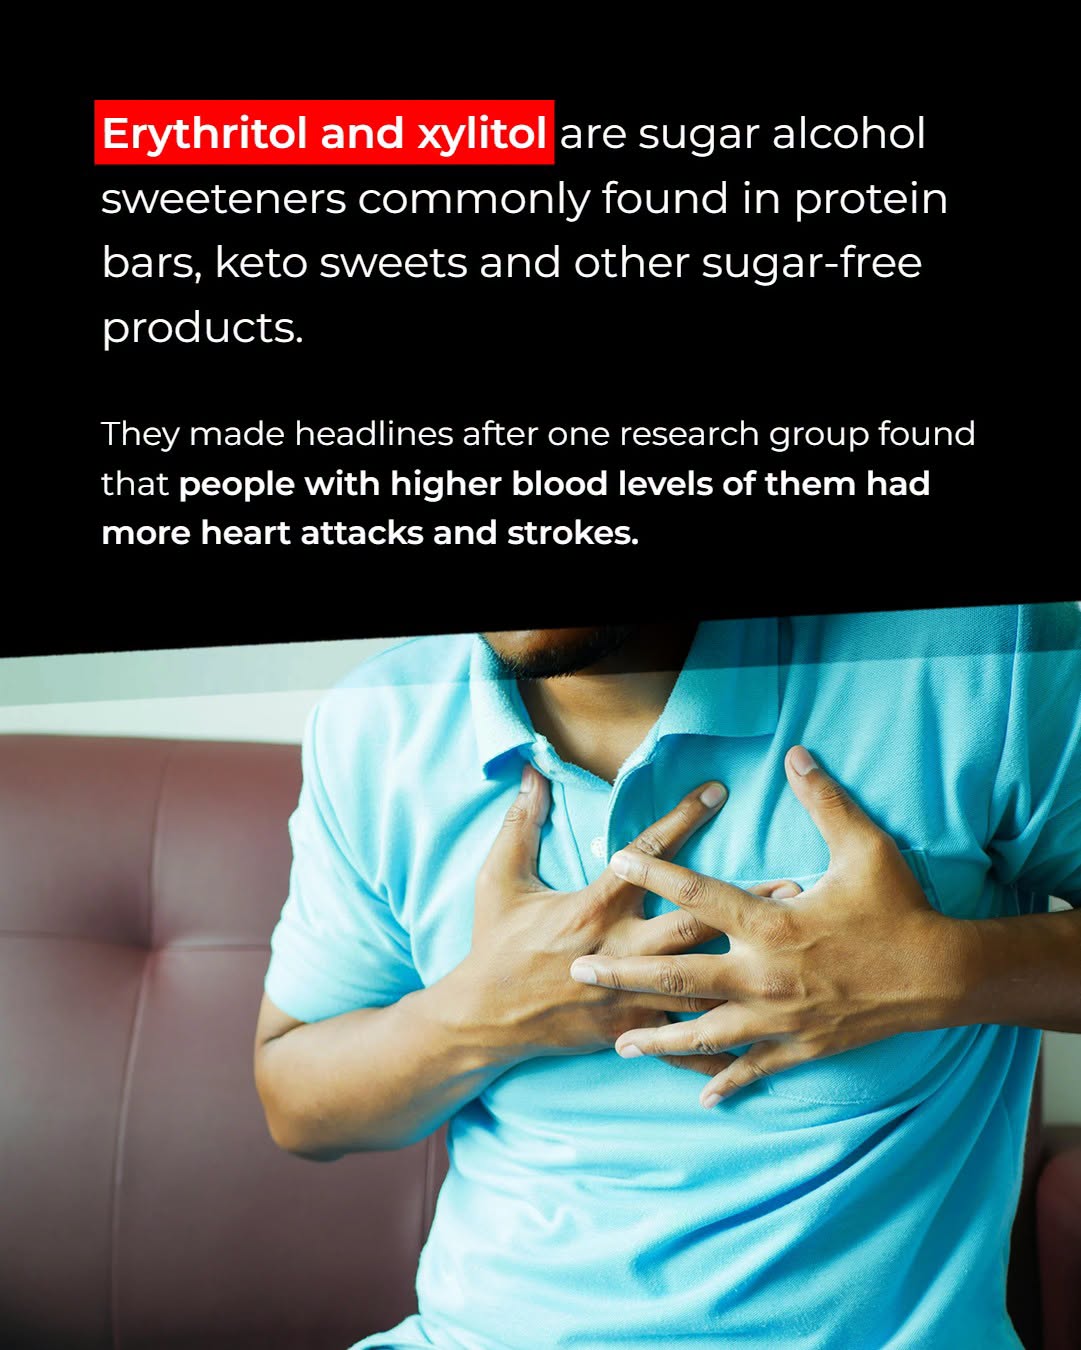 Erythritol and xylitol are sugar alcohol
sweeteners commonly found in protein
bars, keto sweets and other sugar-free
products.
They made headlines after one research group found
that people with higher blood levels of them had
more heart attacks and strokes.